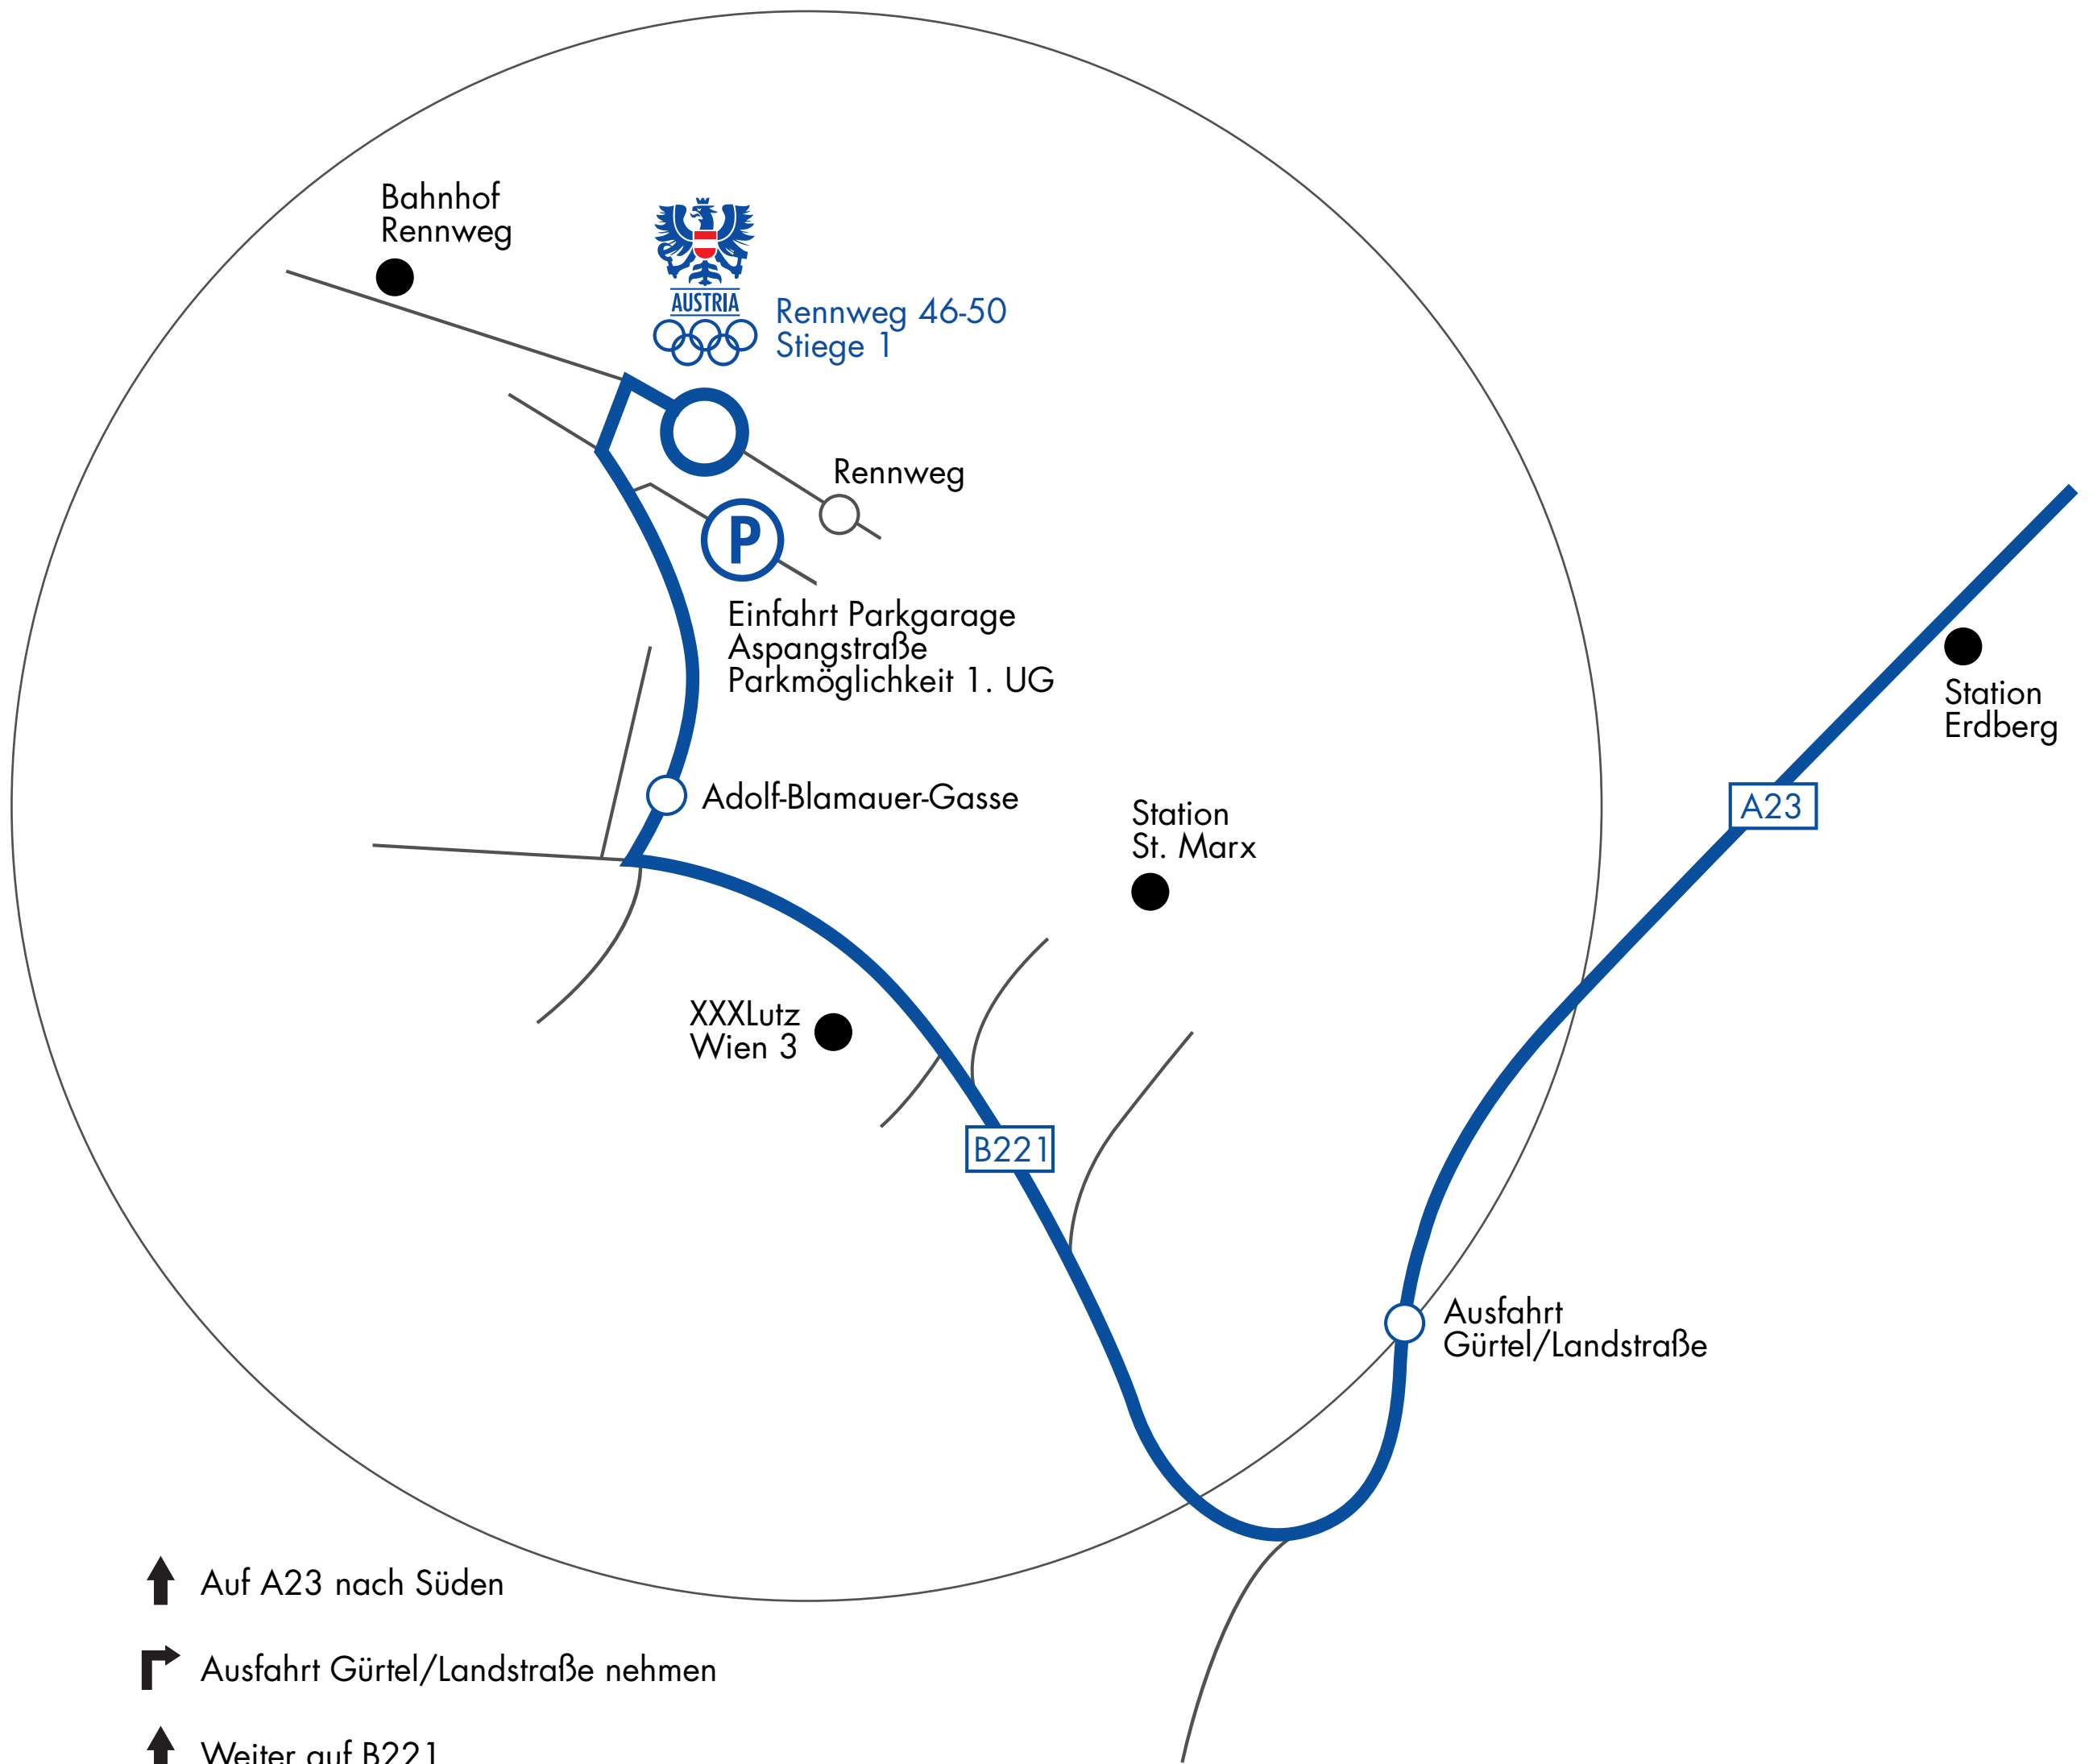 Bahnhof
Rennweg
AUSTRIA
Rennweg 46-50
Stiege 1
Rennweg
P
Einfahrt Parkgarage
Aspangstraße
Parkmöglichkeit 1. UG
Station
Erdberg
Adolf-Blamauer-Gasse
A23
Station
St. Marx
XXXLutz
Wien 3
B221
Ausfahrt
Gürtel/Landstraße
Auf A23 nach Süden
Ausfahrt Gürtel/Landstraße nehmen
Weiter auf B221